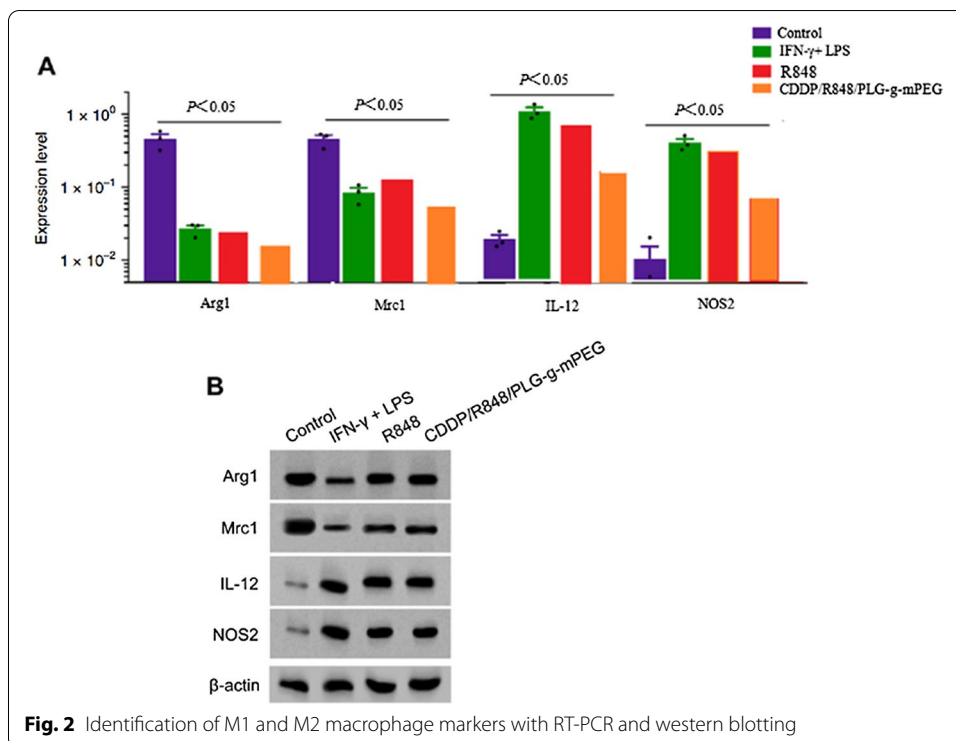 Control
IFN-γ+ LPS
R848
CDDP/R848/PLG-g-mPEG
A
P<0.05
P<0.05
P<0.05
P<0.05
Expression level
1 × 10⁰
1 × 10⁻¹
1 × 10⁻²
Arg1
Mrc1
IL-12
NOS2
B
Control
IFN-γ + LPS
R848
CDDP/R848/PLG-g-mPEG
Arg1
Mrc1
IL-12
NOS2
β-actin
Fig. 2 Identification of M1 and M2 macrophage markers with RT-PCR and western blotting